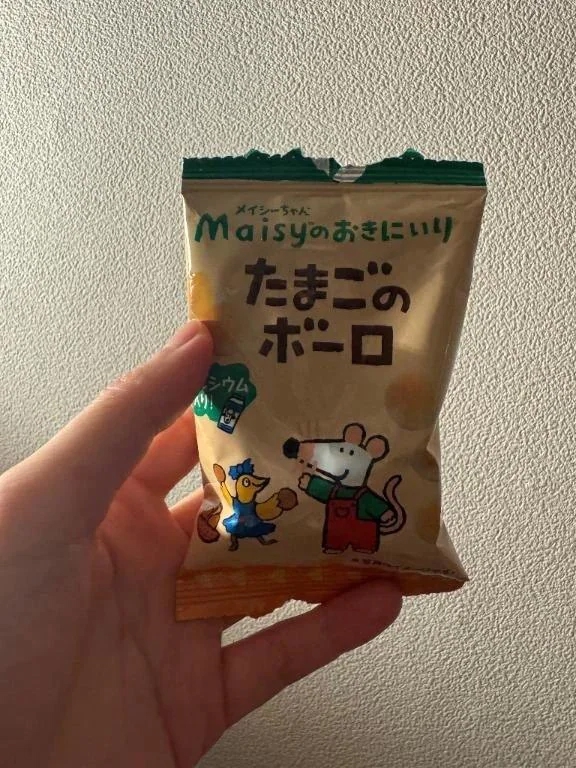 メイシーちゃん
Maisyのおきにいり
たまごの
ボーロ
シウム